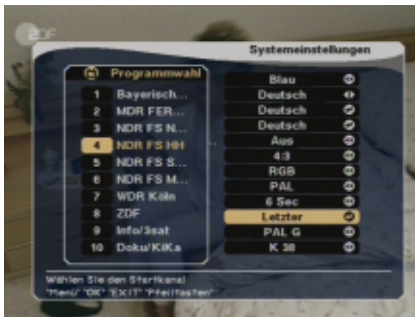 ZDF
Systemeinstellungen
Programmwahl
1 Bayerisch...
2 MDR FER...
3 NDR FS N...
4 NDR FS HH
5 NDR FS S...
6 NDR FS M...
7 WDR Köln
8 ZDF
9 Info/3sat
10 Doku/KiKa
Blau
Deutsch
Deutsch
Deutsch
Aus
4:3
RGB
PAL
6 Sec
Letzter
PAL G
K 38
Wählen Sie den Startkanal
'Menü' 'OK' 'EXIT' 'Pfeiltasten'